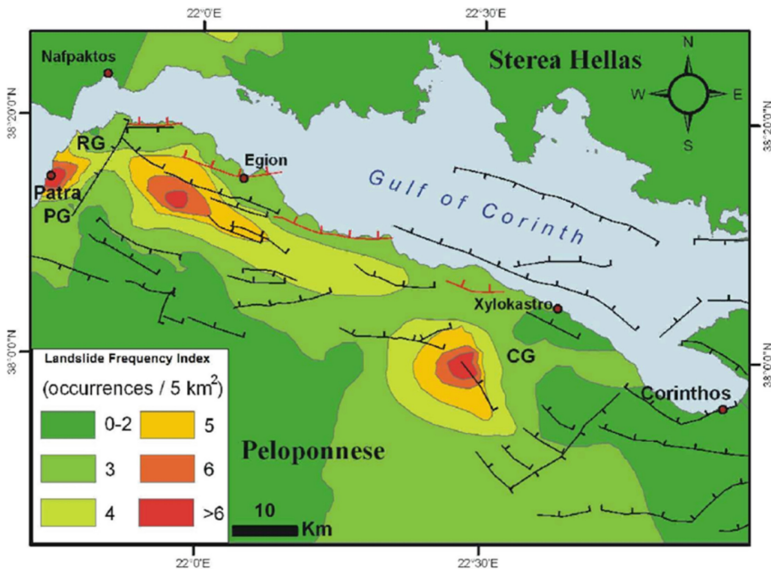 22°0'E 22°30'E
Nafpaktos
Sterea Hellas
N
W E
S
38°20'N 38°20'N
RG
Egion
Patra
PG
Gulf of Corinth
Xylokastro
38°0'N 38°0'N
CG
Corinthos
Landslide Frequency Index
(occurrences / 5 km²)
0-2 5
3 6
4 >6
Peloponnese
10
Km
22°0'E 22°30'E